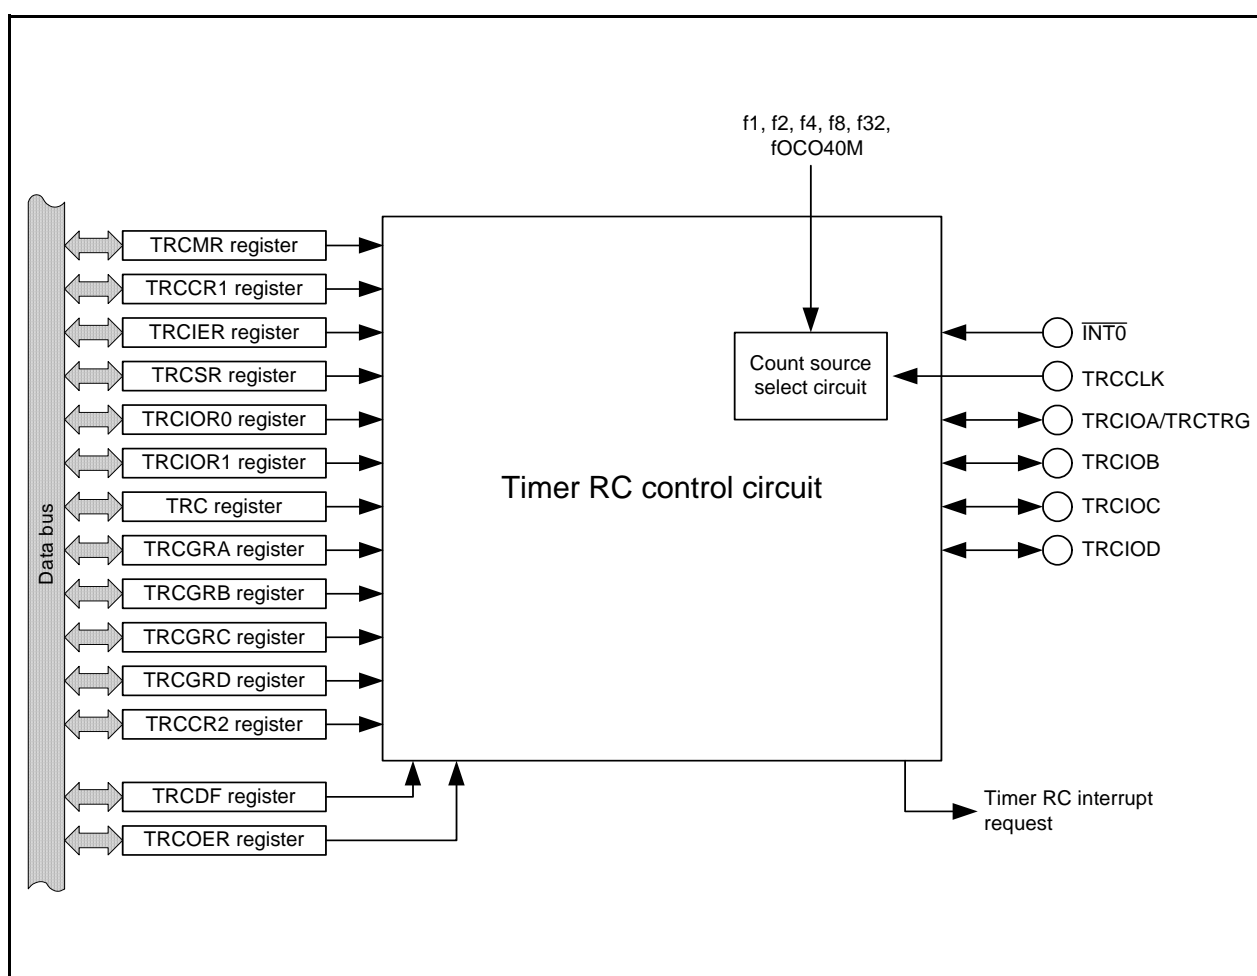 f1, f2, f4, f8, f32,
fOCO40M
Data bus
TRCMR register
TRCCR1 register
TRCIER register
TRCSR register
TRCIOR0 register
TRCIOR1 register
TRC register
TRCGRA register
TRCGRB register
TRCGRC register
TRCGRD register
TRCCR2 register
TRCDF register
TRCOER register
Timer RC control circuit
Count source
select circuit
I̅N̅T̅0̅
TRCCLK
TRCIOA/TRCTRG
TRCIOB
TRCIOC
TRCIOD
Timer RC interrupt
request